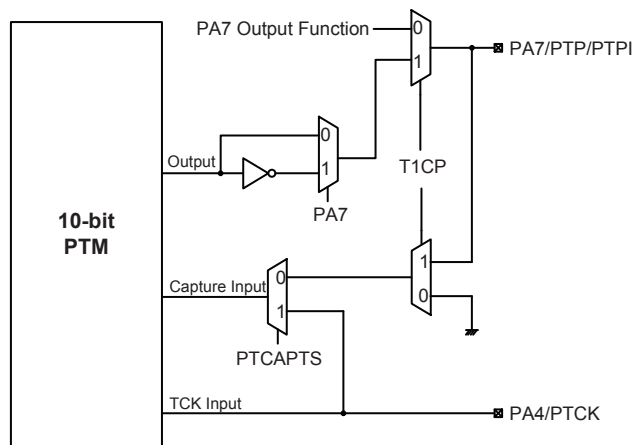 PA7 Output Function
0
1
PA7/PTP/PTPI
0
1
Output
T1CP
PA7
10-bit
PTM
1
0
0
1
Capture Input
PTCAPTS
TCK Input
PA4/PTCK